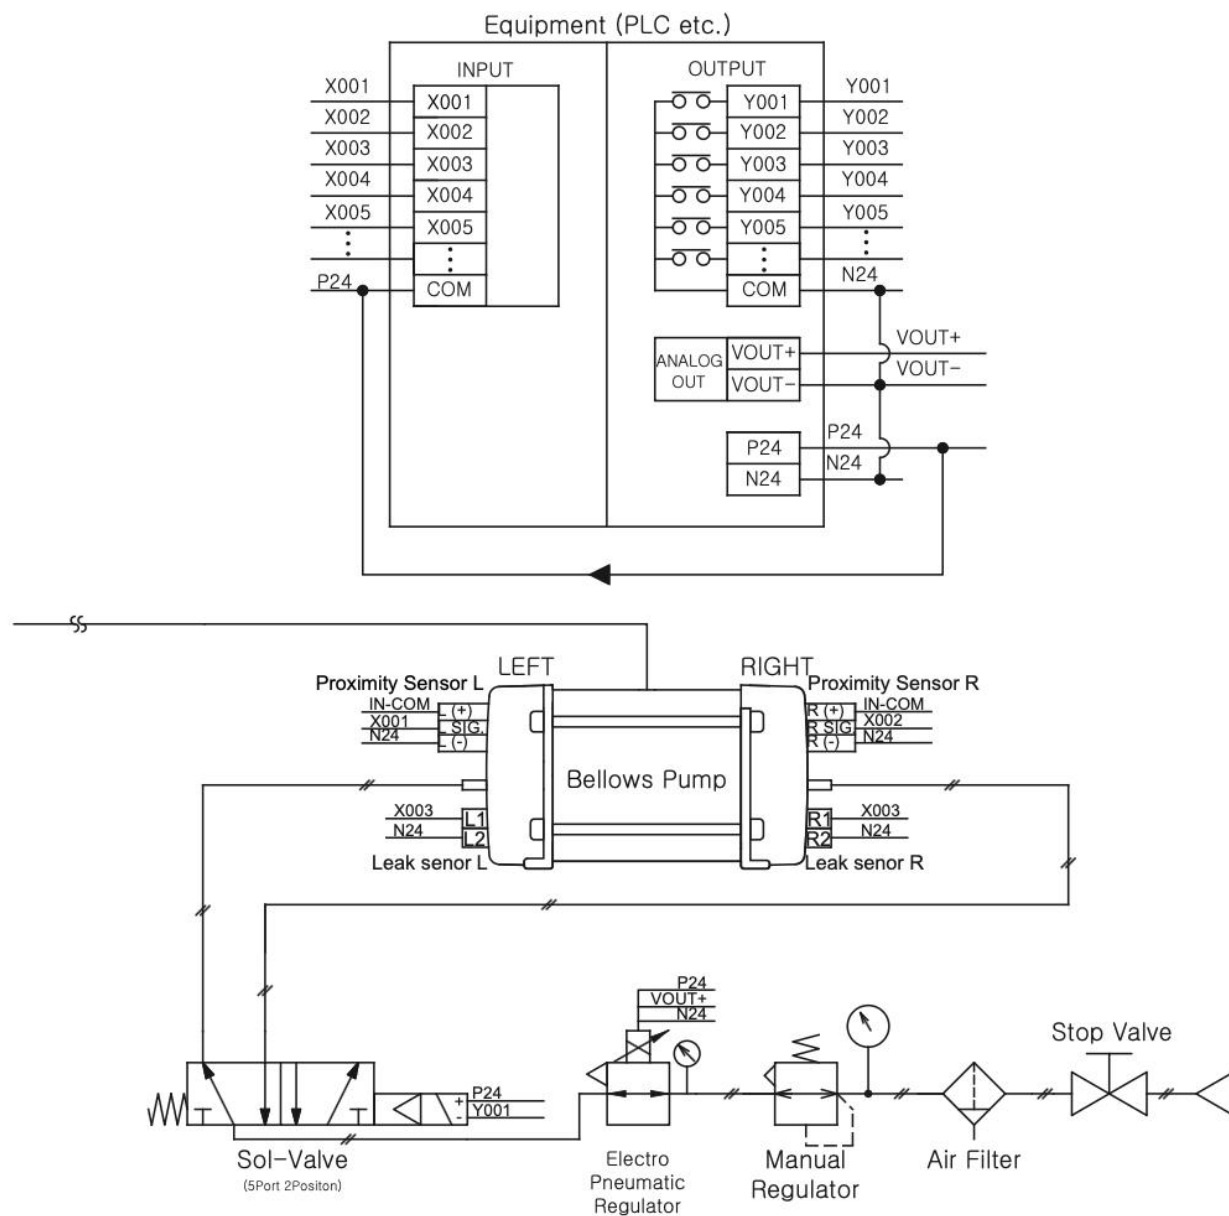 Equipment (PLC etc.)
INPUT
OUTPUT
X001
X001
Y001
Y001
X002
X002
Y002
Y002
X003
X003
Y003
Y003
X004
X004
Y004
Y004
X005
X005
Y005
Y005
P24
COM
COM
N24
ANALOG
OUT
VOUT+
VOUT+
VOUT-
VOUT-
P24
P24
N24
N24
LEFT
RIGHT
Proximity Sensor L
Proximity Sensor R
IN-COM
L (+)
R (+)
IN-COM
X001
L SIG.
R SIG.
X002
N24
L (-)
R (-)
N24
Bellows Pump
X003
L1
R1
X003
N24
L2
R2
N24
Leak senor L
Leak senor R
P24
VOUT+
N24
Stop Valve
+
P24
-
Y001
Sol-Valve
(5Port 2Positon)
Electro
Pneumatic
Regulator
Manual
Regulator
Air Filter